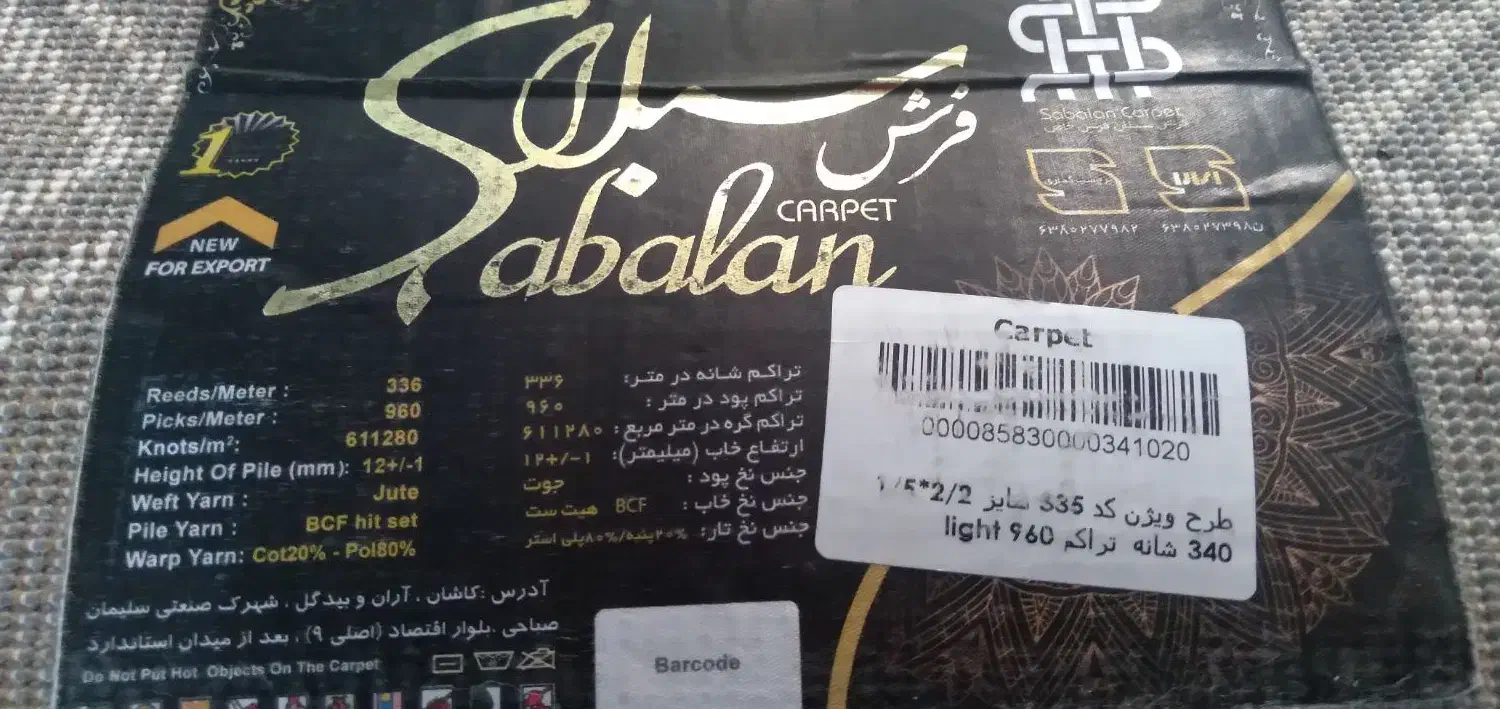 فرش سبلان
Sabalan
CARPET
Sabalan Carpet
1
NEW
FOR EXPORT
۶۳۸۰۲۷۷۹۸۲
Reeds/Meter : 336
Picks/Meter : 960
Knots/m²: 611280
Height Of Pile (mm): 12+/-1
Weft Yarn : Jute
Pile Yarn : BCF hit set
Warp Yarn: Cot20% - Pol80%
تراکم شانه در متر: ۳۳۶
تراکم پود در متر : ۹۶۰
تراکم گره در متر مربع : ۶۱۱۲۸۰
ارتفاع خاب (میلیمتر): ۱-/+۱۲
جنس نخ پود : جوت
جنس نخ خاب : BCF هیت ست
جنس نخ تار: ۲۰%پنبه/۸۰%پلی استر
Carpet
0000858300000341020
طرح ویژن کد 335 سایز 2/2*1/5
340 شانه تراکم 960 light
آدرس :کاشان ، آران و بیدگل ، شهرک صنعتی سلیمان
صباحی ،بلوار اقتصاد (اصلی ۹) ، بعد از میدان استاندارد
Do Not Put Hot Objects On The Carpet
Barcode